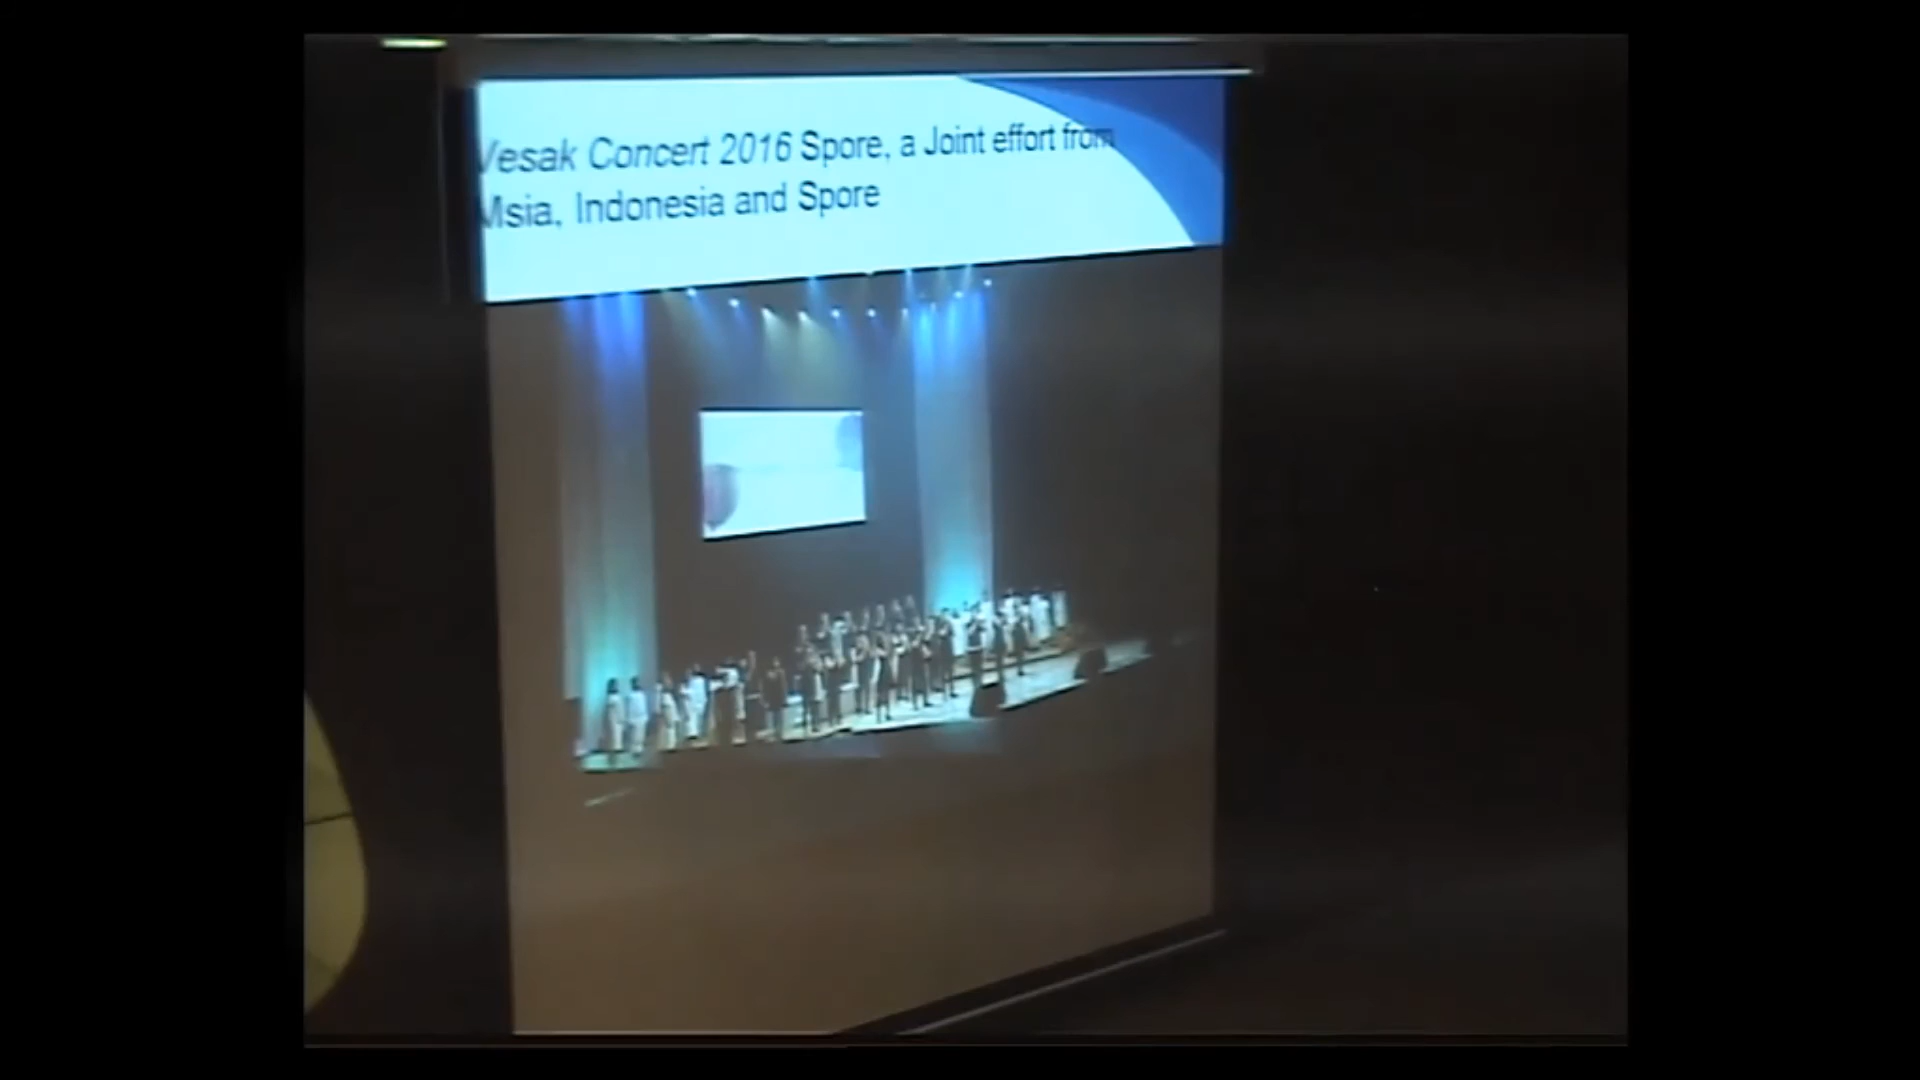 Vesak Concert 2016 Spore, a Joint effort from
Msia, Indonesia and Spore